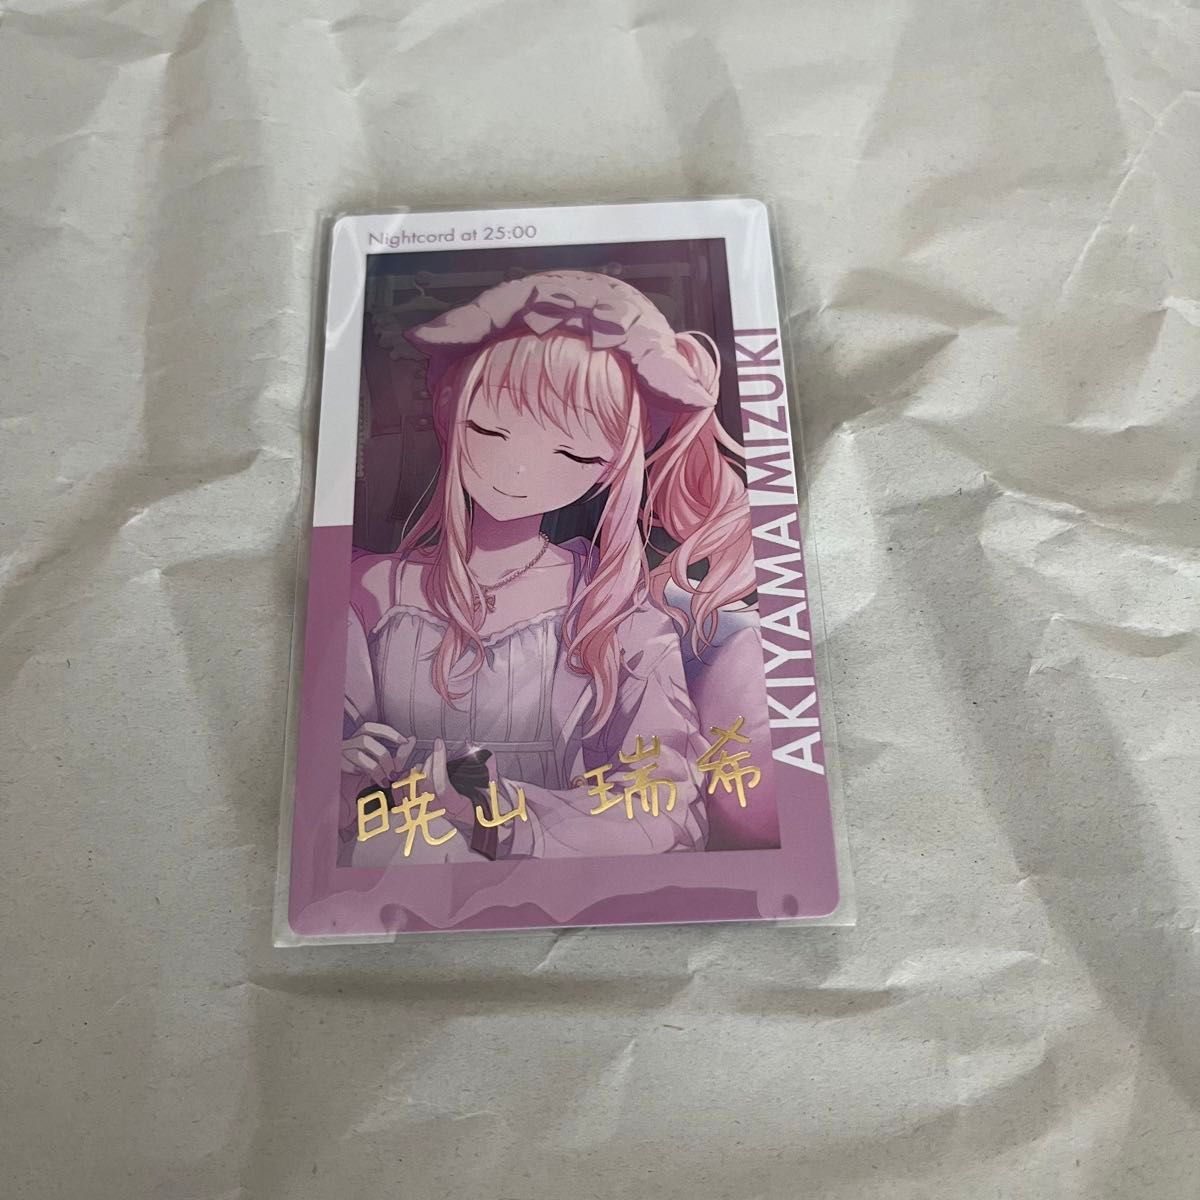 Nightcord at 25:00
AKIYAMA MIZUKI
暁山 瑞希